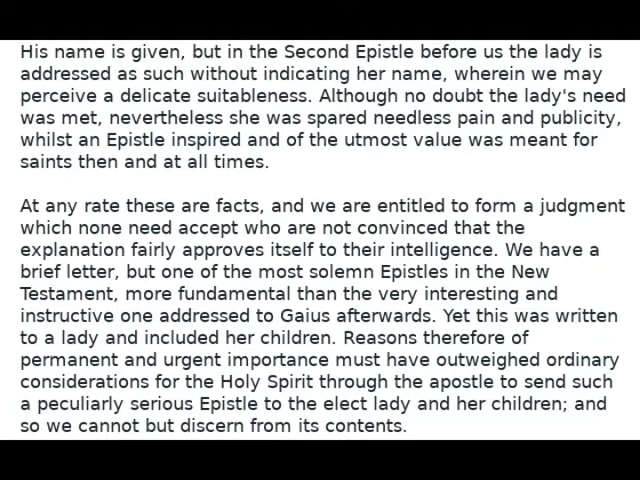 His name is given, but in the Second Epistle before us the lady is
addressed as such without indicating her name, wherein we may
perceive a delicate suitableness. Although no doubt the lady's need
was met, nevertheless she was spared needless pain and publicity,
whilst an Epistle inspired and of the utmost value was meant for
saints then and at all times.

At any rate these are facts, and we are entitled to form a judgment
which none need accept who are not convinced that the
explanation fairly approves itself to their intelligence. We have a
brief letter, but one of the most solemn Epistles in the New
Testament, more fundamental than the very interesting and
instructive one addressed to Gaius afterwards. Yet this was written
to a lady and included her children. Reasons therefore of
permanent and urgent importance must have outweighed ordinary
considerations for the Holy Spirit through the apostle to send such
a peculiarly serious Epistle to the elect lady and her children; and
so we cannot but discern from its contents.